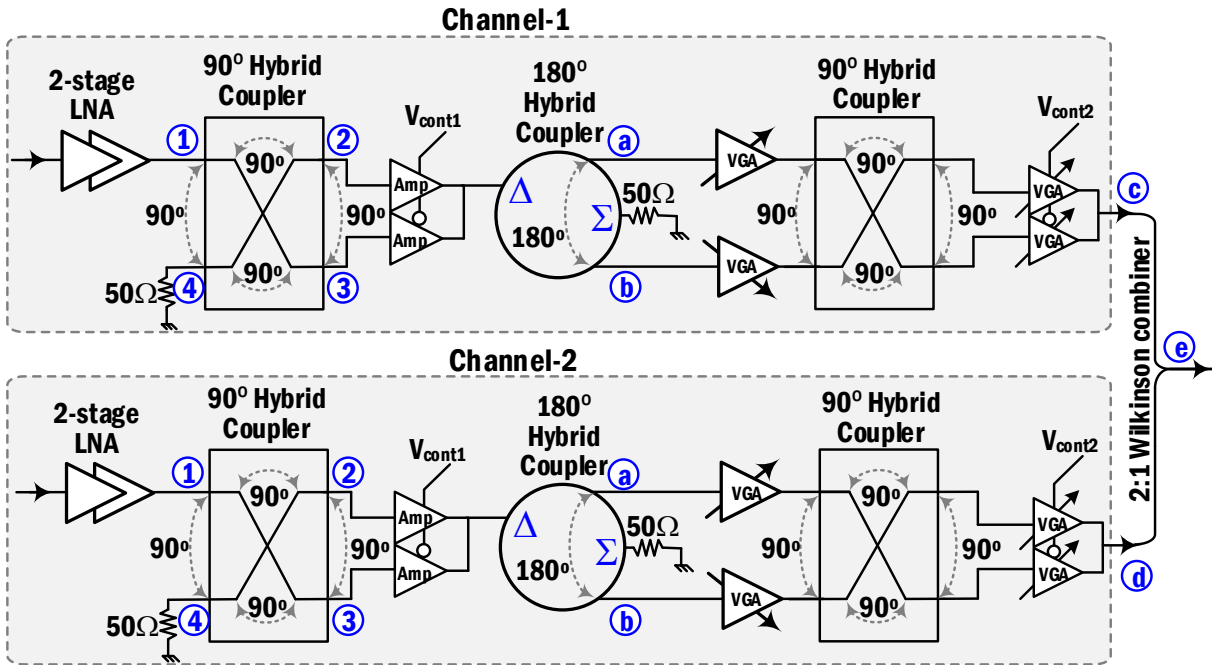 Channel-1
2-stage
LNA
90° Hybrid
Coupler
180°
Hybrid
Coupler
90° Hybrid
Coupler
1
2
90°
90°
90°
90°
4
3
50Ω
Vcont1
Amp
Amp
Δ
180°
Σ
a
50Ω
b
VGA
VGA
90°
90°
90°
90°
Vcont2
VGA
VGA
c
Channel-2
2-stage
LNA
90° Hybrid
Coupler
180°
Hybrid
Coupler
90° Hybrid
Coupler
1
2
90°
90°
90°
90°
4
3
50Ω
Vcont1
Amp
Amp
Δ
180°
Σ
a
50Ω
b
VGA
VGA
90°
90°
90°
90°
Vcont2
VGA
VGA
d
2:1 Wilkinson combiner
e